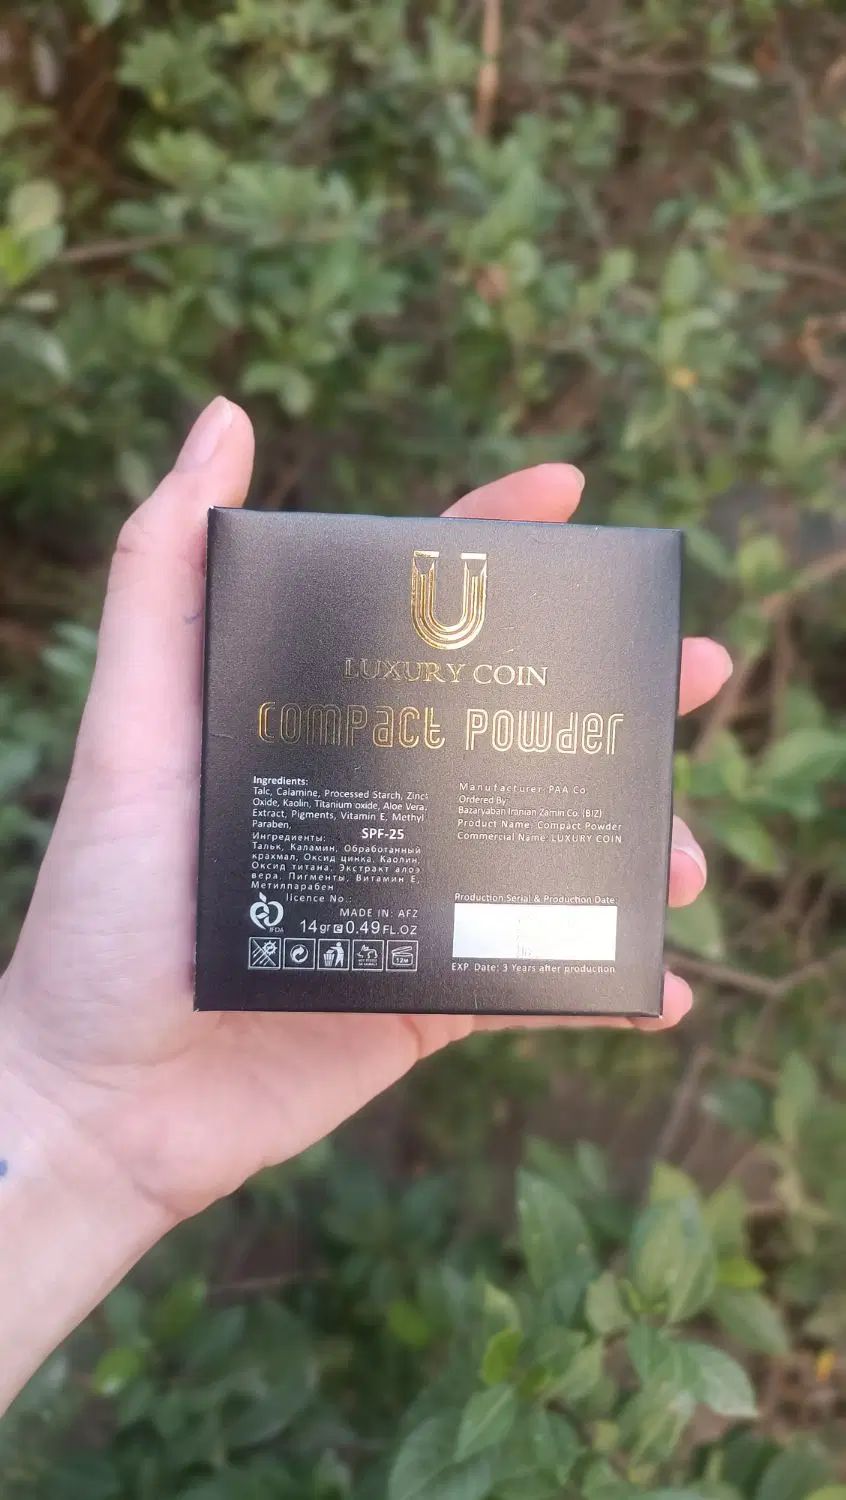 LUXURY COIN
Compact Powder
Ingredients:
Talc, Calamine, Processed Starch, Zinc
Oxide, Kaolin, Titanium oxide, Aloe Vera
Extract, Pigments, Vitamin E, Methyl
Paraben,
SPF-25
Ингредиенты:
Тальк, Каламин, Обработанный
крахмал, Оксид цинка, Каолин,
Оксид титана, Экстракт алоэ
вера, Пигменты, Витамин E,
Метилпарабен
licence No.:
IFDA
MADE IN: AFZ
14gr e 0.49FL.OZ
12M
Manufacturer: PAA Co.
Ordered By:
Bazaryaban Iranian Zamin Co. (BIZ)
Product Name: Compact Powder
Commercial Name: LUXURY COIN
Production Serial & Production Date:
EXP. Date: 3 Years after production